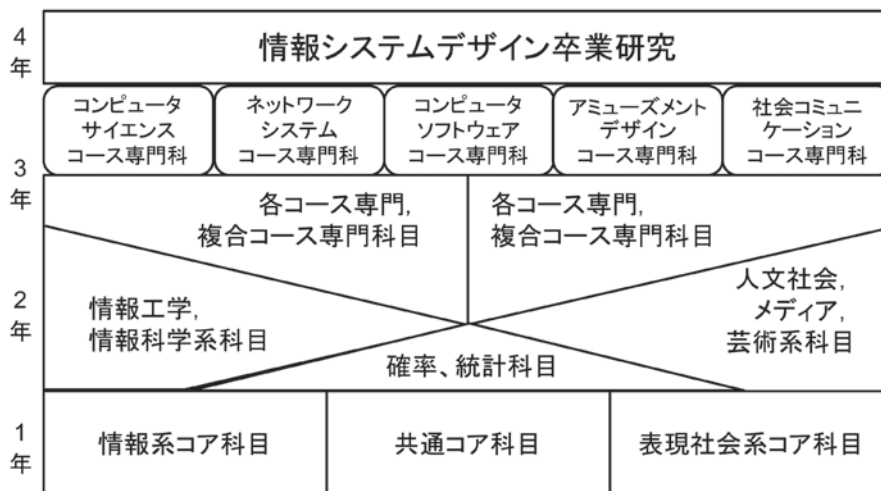 4
年
情報システムデザイン卒業研究
コンピュータ
サイエンス
コース専門科
ネットワーク
システム
コース専門科
コンピュータ
ソフトウェア
コース専門科
アミューズメント
デザイン
コース専門科
社会コミュニ
ケーション
コース専門科
3
年
各コース専門,
複合コース専門科目
各コース専門,
複合コース専門科目
2
年
情報工学,
情報科学系科目
人文社会,
メディア,
芸術系科目
確率、統計科目
1
年
情報系コア科目
共通コア科目
表現社会系コア科目